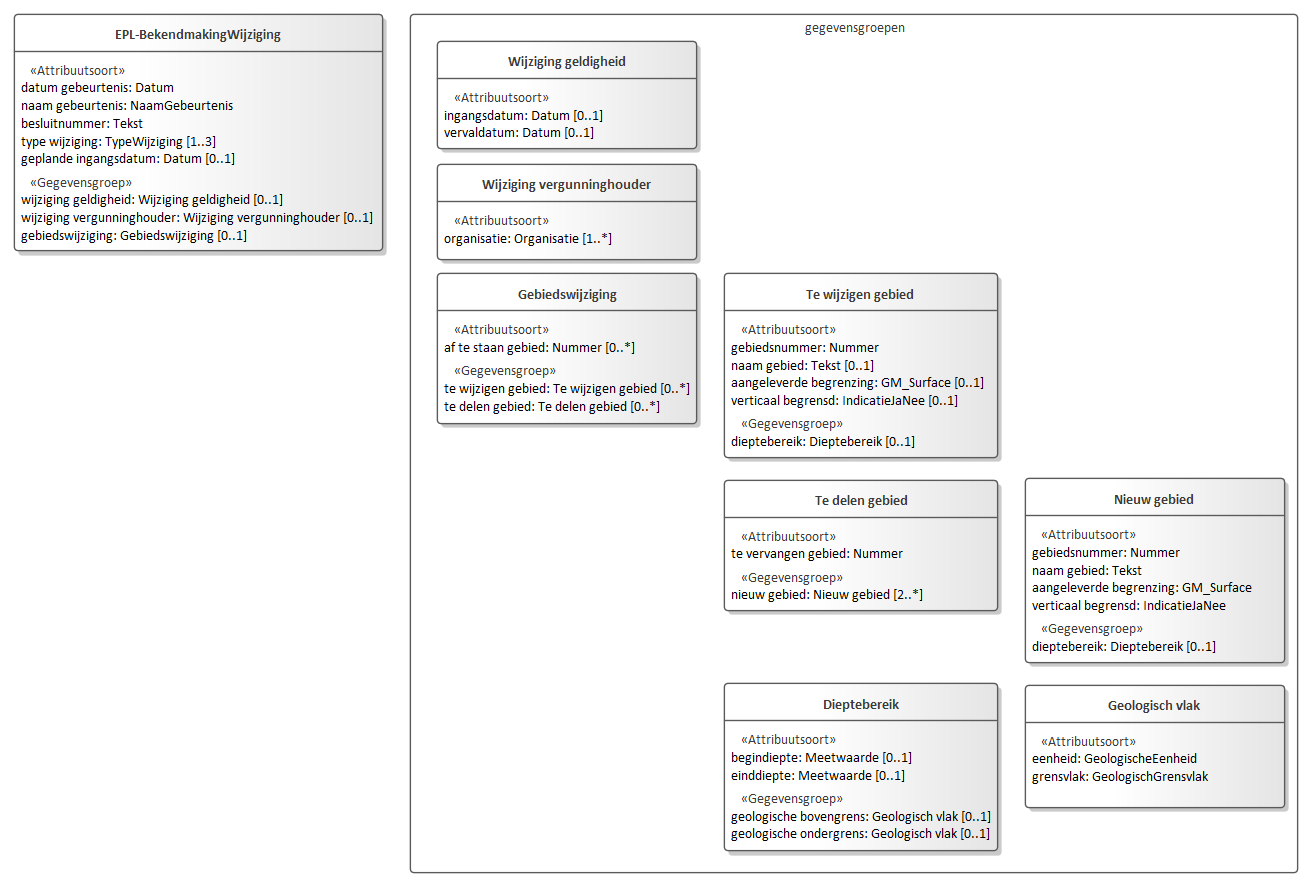 EPL-BekendmakingWijziging
«Attribuutsoort»
datum gebeurtenis: Datum
naam gebeurtenis: NaamGebeurtenis
besluitnummer: Tekst
type wijziging: TypeWijziging [1..3]
geplande ingangsdatum: Datum [0..1]
«Gegevensgroep»
wijziging geldigheid: Wijziging geldigheid [0..1]
wijziging vergunninghouder: Wijziging vergunninghouder [0..1]
gebiedswijziging: Gebiedswijziging [0..1]
gegevensgroepen
Wijziging geldigheid
«Attribuutsoort»
ingangsdatum: Datum [0..1]
vervaldatum: Datum [0..1]
Wijziging vergunninghouder
«Attribuutsoort»
organisatie: Organisatie [1..*]
Gebiedswijziging
«Attribuutsoort»
af te staan gebied: Nummer [0..*]
«Gegevensgroep»
te wijzigen gebied: Te wijzigen gebied [0..*]
te delen gebied: Te delen gebied [0..*]
Te wijzigen gebied
«Attribuutsoort»
gebiedsnummer: Nummer
naam gebied: Tekst [0..1]
aangeleverde begrenzing: GM_Surface [0..1]
verticaal begrensd: IndicatieJaNee [0..1]
«Gegevensgroep»
dieptebereik: Dieptebereik [0..1]
Te delen gebied
«Attribuutsoort»
te vervangen gebied: Nummer
«Gegevensgroep»
nieuw gebied: Nieuw gebied [2..*]
Nieuw gebied
«Attribuutsoort»
gebiedsnummer: Nummer
naam gebied: Tekst
aangeleverde begrenzing: GM_Surface
verticaal begrensd: IndicatieJaNee
«Gegevensgroep»
dieptebereik: Dieptebereik [0..1]
Dieptebereik
«Attribuutsoort»
begindiepte: Meetwaarde [0..1]
einddiepte: Meetwaarde [0..1]
«Gegevensgroep»
geologische bovengrens: Geologisch vlak [0..1]
geologische ondergrens: Geologisch vlak [0..1]
Geologisch vlak
«Attribuutsoort»
eenheid: GeologischeEenheid
grensvlak: GeologischGrensvlak